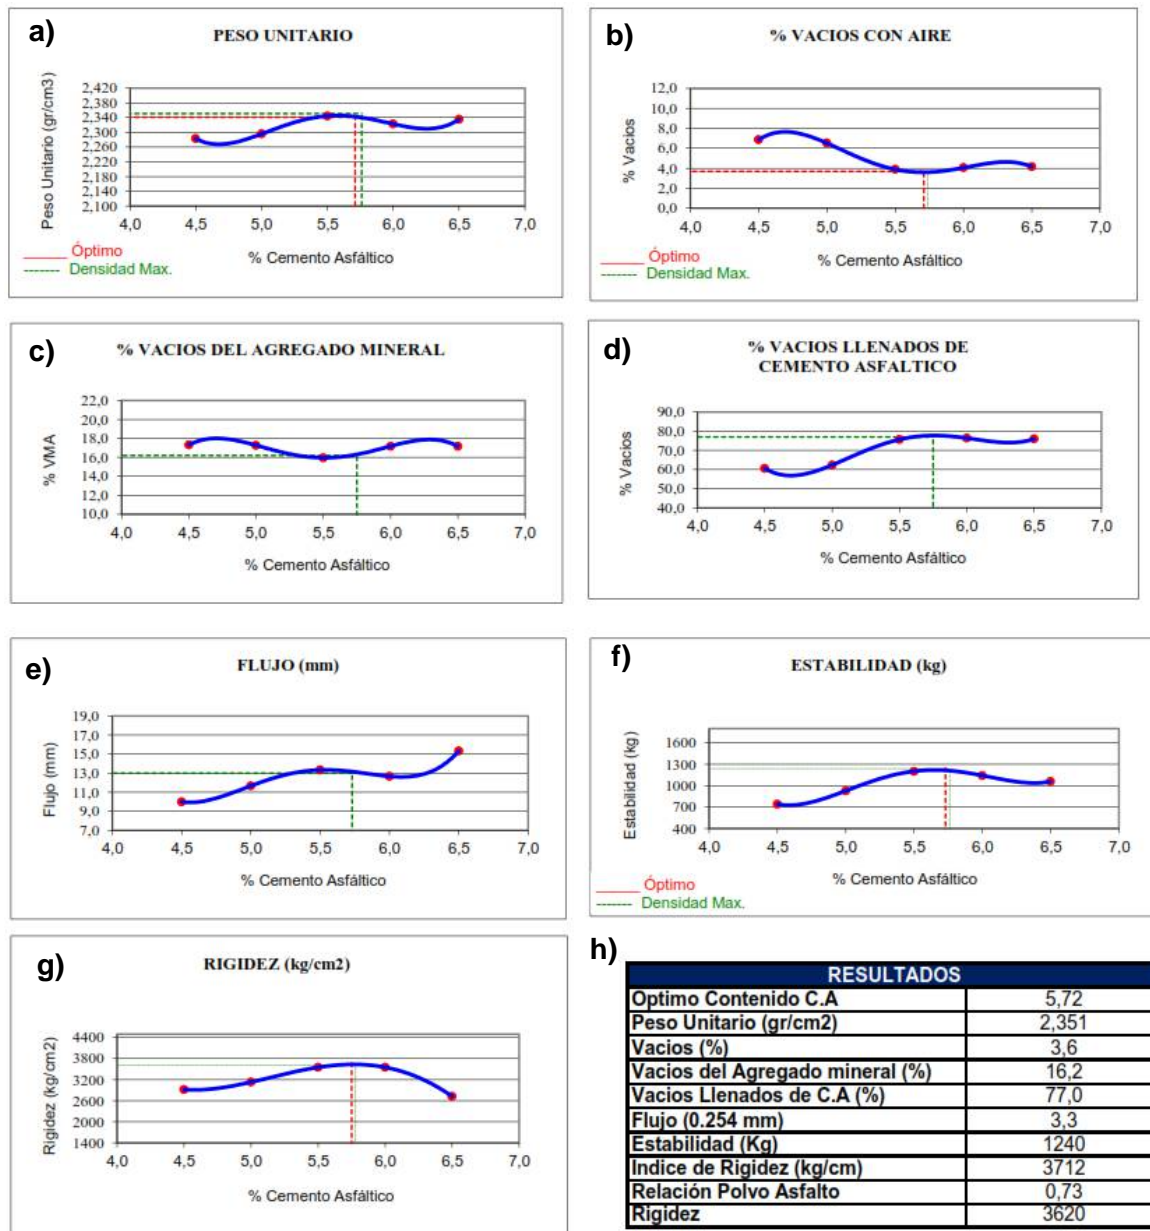 a)
PESO UNITARIO
Peso Unitario (gr/cm3)
2,420
2,380
2,340
2,300
2,260
2,220
2,180
2,140
2,100
4,0 4,5 5,0 5,5 6,0 6,5 7,0
% Cemento Asfáltico
______ Óptimo
------- Densidad Max.
b)
% VACIOS CON AIRE
% Vacios
12,0
10,0
8,0
6,0
4,0
2,0
0,0
4,0 4,5 5,0 5,5 6,0 6,5 7,0
% Cemento Asfáltico
______ Óptimo
------- Densidad Max.
c)
% VACIOS DEL AGREGADO MINERAL
% VMA
22,0
20,0
18,0
16,0
14,0
12,0
10,0
4,0 4,5 5,0 5,5 6,0 6,5 7,0
% Cemento Asfáltico
d)
% VACIOS LLENADOS DE
CEMENTO ASFALTICO
% Vacios
90,0
80,0
70,0
60,0
50,0
40,0
4,0 4,5 5,0 5,5 6,0 6,5 7,0
% Cemento Asfáltico
e)
FLUJO (mm)
Flujo (mm)
19,0
17,0
15,0
13,0
11,0
9,0
7,0
4,0 4,5 5,0 5,5 6,0 6,5 7,0
% Cemento Asfáltico
f)
ESTABILIDAD (kg)
Estabilidad (kg)
1600
1300
1000
700
400
4,0 4,5 5,0 5,5 6,0 6,5 7,0
% Cemento Asfáltico
______ Óptimo
------- Densidad Max.
g)
RIGIDEZ (kg/cm2)
Rigidez (kg/cm2)
4400
3800
3200
2600
2000
1400
4,0 4,5 5,0 5,5 6,0 6,5 7,0
% Cemento Asfáltico
h)
RESULTADOS
Optimo Contenido C.A 5,72
Peso Unitario (gr/cm2) 2,351
Vacios (%) 3,6
Vacios del Agregado mineral (%) 16,2
Vacios Llenados de C.A (%) 77,0
Flujo (0.254 mm) 3,3
Estabilidad (Kg) 1240
Indice de Rigidez (kg/cm) 3712
Relación Polvo Asfalto 0,73
Rigidez 3620